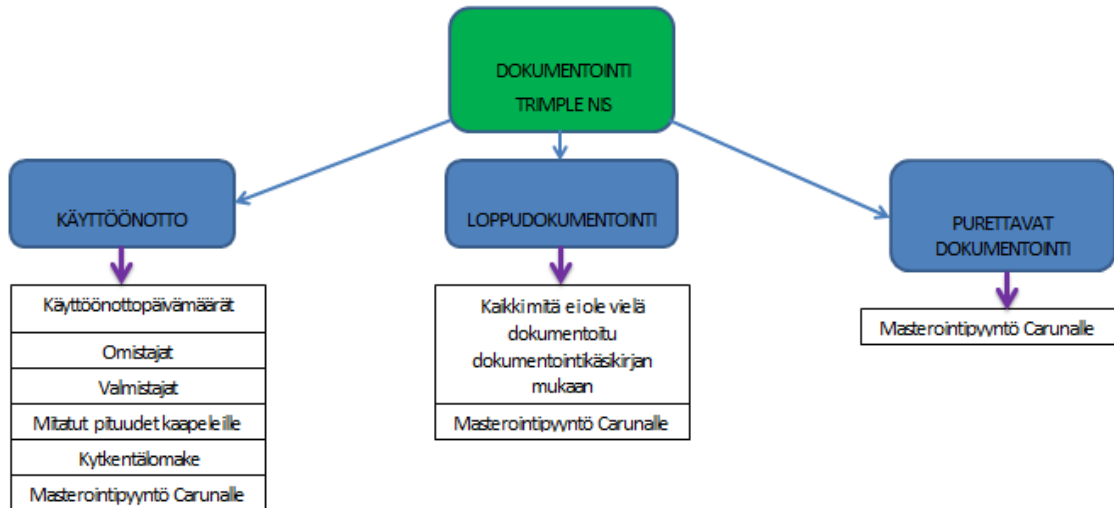 DOKUMENTOINTI
TRIMPLE NIS
KÄYTTÖÖNOTTO
LOPPUDOKUMENTOINTI
PURETTAVAT
DOKUMENTOINTI
Käyttöönottopäivämäärät
Omistajat
Valmistajat
Mitatut pituudet kaapeleille
Kytkentälomake
Masterointipyyntö Carunalle
Kaikki mitä ei ole vielä
dokumentoitu
dokumentointikäsikirjan
mukaan
Masterointipyyntö Carunalle
Masterointipyyntö Carunalle